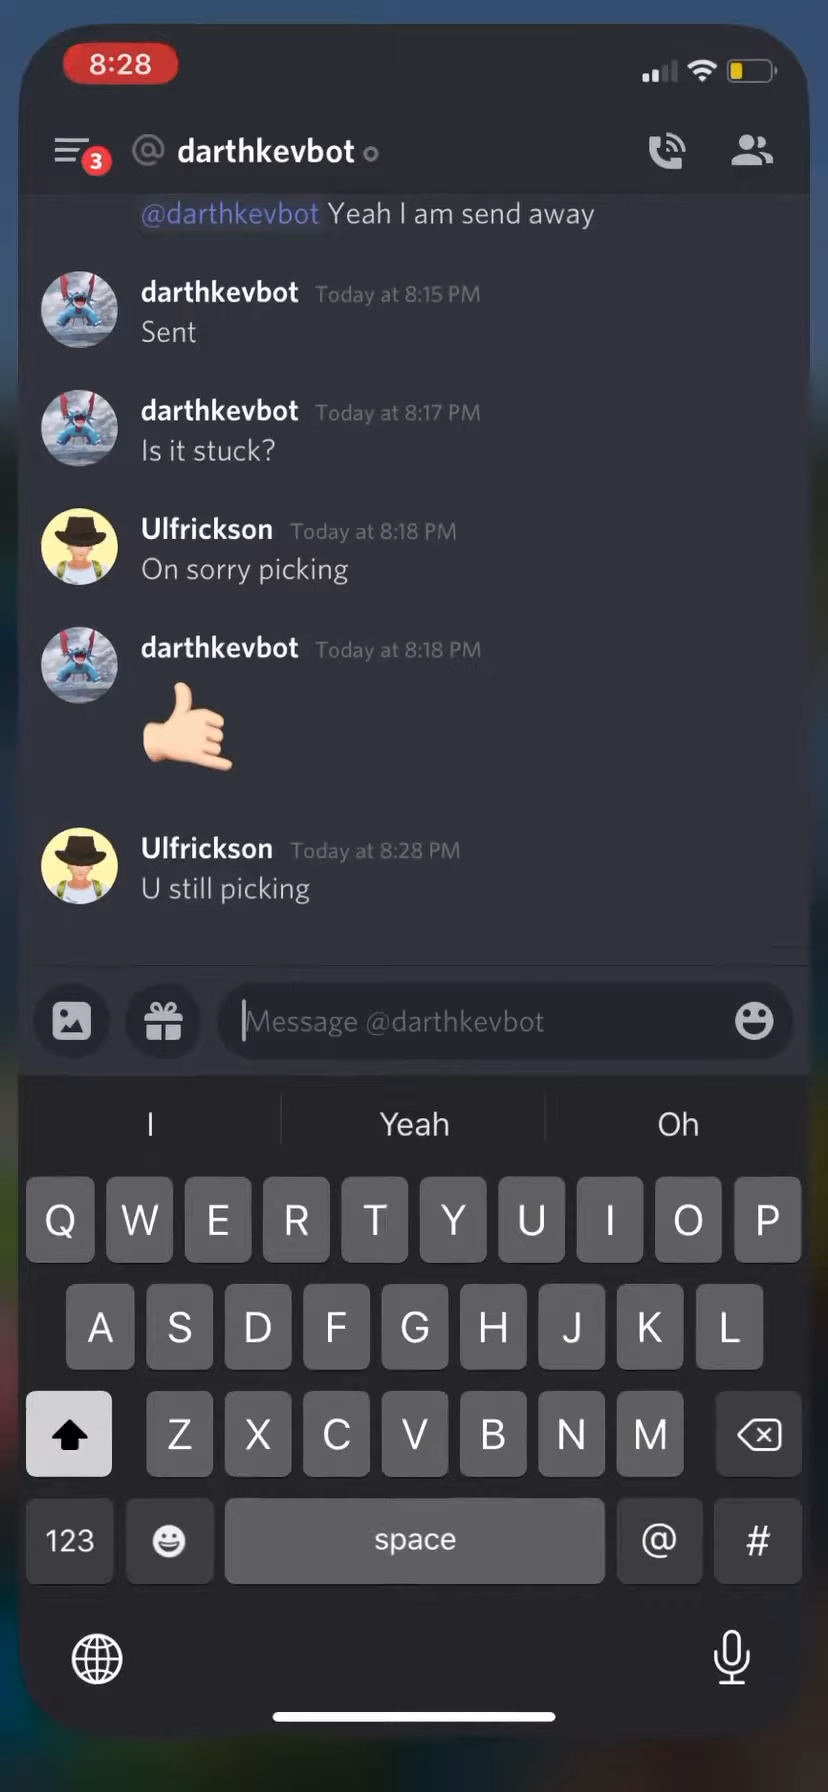 8:28
3
@ darthkevbot
@darthkevbot Yeah I am send away
darthkevbot Today at 8:15 PM
Sent
darthkevbot Today at 8:17 PM
Is it stuck?
Ulfrickson Today at 8:18 PM
On sorry picking
darthkevbot Today at 8:18 PM
Ulfrickson Today at 8:28 PM
U still picking
Message @darthkevbot
I Yeah Oh
Q W E R T Y U I O P
A S D F G H J K L
Z X C V B N M
123 space @ #